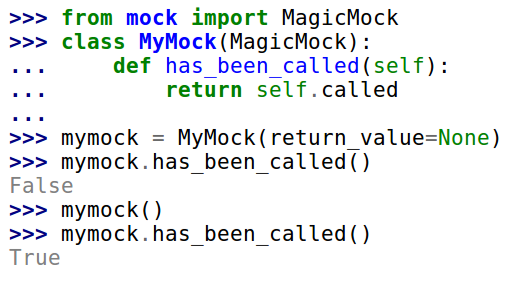 >>> from mock import MagicMock
>>> class MyMock(MagicMock):
...     def has_been_called(self):
...         return self.called
...
>>> mymock = MyMock(return_value=None)
>>> mymock.has_been_called()
False
>>> mymock()
>>> mymock.has_been_called()
True